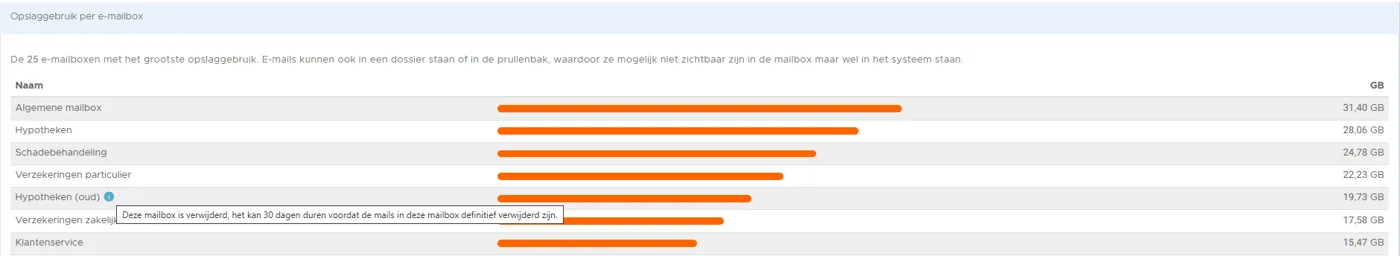 Opslaggebruik per e-mailbox
De 25 e-mailboxen met het grootste opslaggebruik. E-mails kunnen ook in een dossier staan of in de prullenbak, waardoor ze mogelijk niet zichtbaar zijn in de mailbox maar wel in het systeem staan.
Naam GB
Algemene mailbox 31,40 GB
Hypotheken 28,06 GB
Schadebehandeling 24,78 GB
Verzekeringen particulier 22,23 GB
Hypotheken (oud) i 19,73 GB
Deze mailbox is verwijderd, het kan 30 dagen duren voordat de mails in deze mailbox definitief verwijderd zijn.
Verzekeringen zakelijk 17,58 GB
Klantenservice 15,47 GB